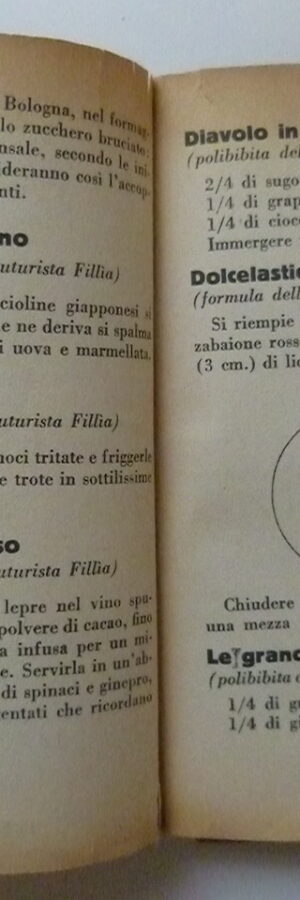 Bologna, nel formag-
lo zucchero bruciato:
nsale, secondo le ini-
deranno così l'accop-
nti.
no
uturista Fillìa)
cioline giapponesi si
e ne deriva si spalma
i uova e marmellata.
uturista Fillìa)
noci tritate e friggerle
e trote in sottilissime
so
uturista Fillìa)
lepre nel vino spu-
polvere di cacao, fino
a infusa per un mi-
e. Servirla in un'ab-
di spinaci e ginepro,
entati che ricordano
Diavolo in
(polibibita del
2/4 di sugo
1/4 di grap
1/4 di cioc
Immergere
Dolcelastic
(formula dell
Si riempie
zabaione ross
(3 cm.) di li
Chiudere
una mezza
Le grand
(polibibita
1/4 di g
1/4 di gi